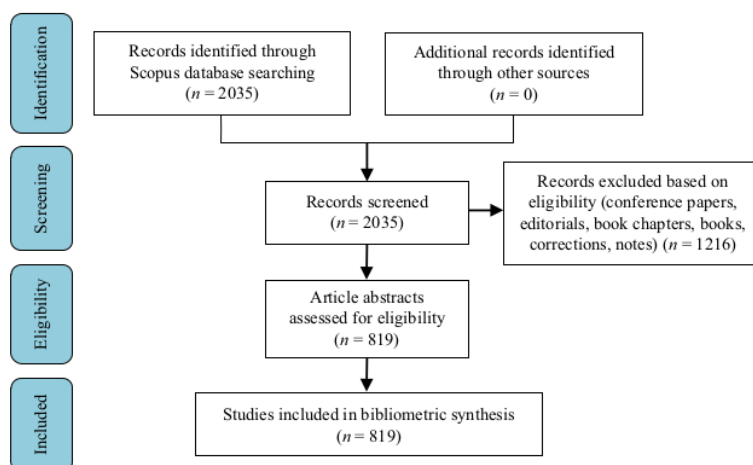 Identification
Records identified through
Scopus database searching
(n = 2035)
Additional records identified
through other sources
(n = 0)
Screening
Records screened
(n = 2035)
Records excluded based on
eligibility (conference papers,
editorials, book chapters, books,
corrections, notes) (n = 1216)
Eligibility
Article abstracts
assessed for eligibility
(n = 819)
Included
Studies included in bibliometric synthesis
(n = 819)